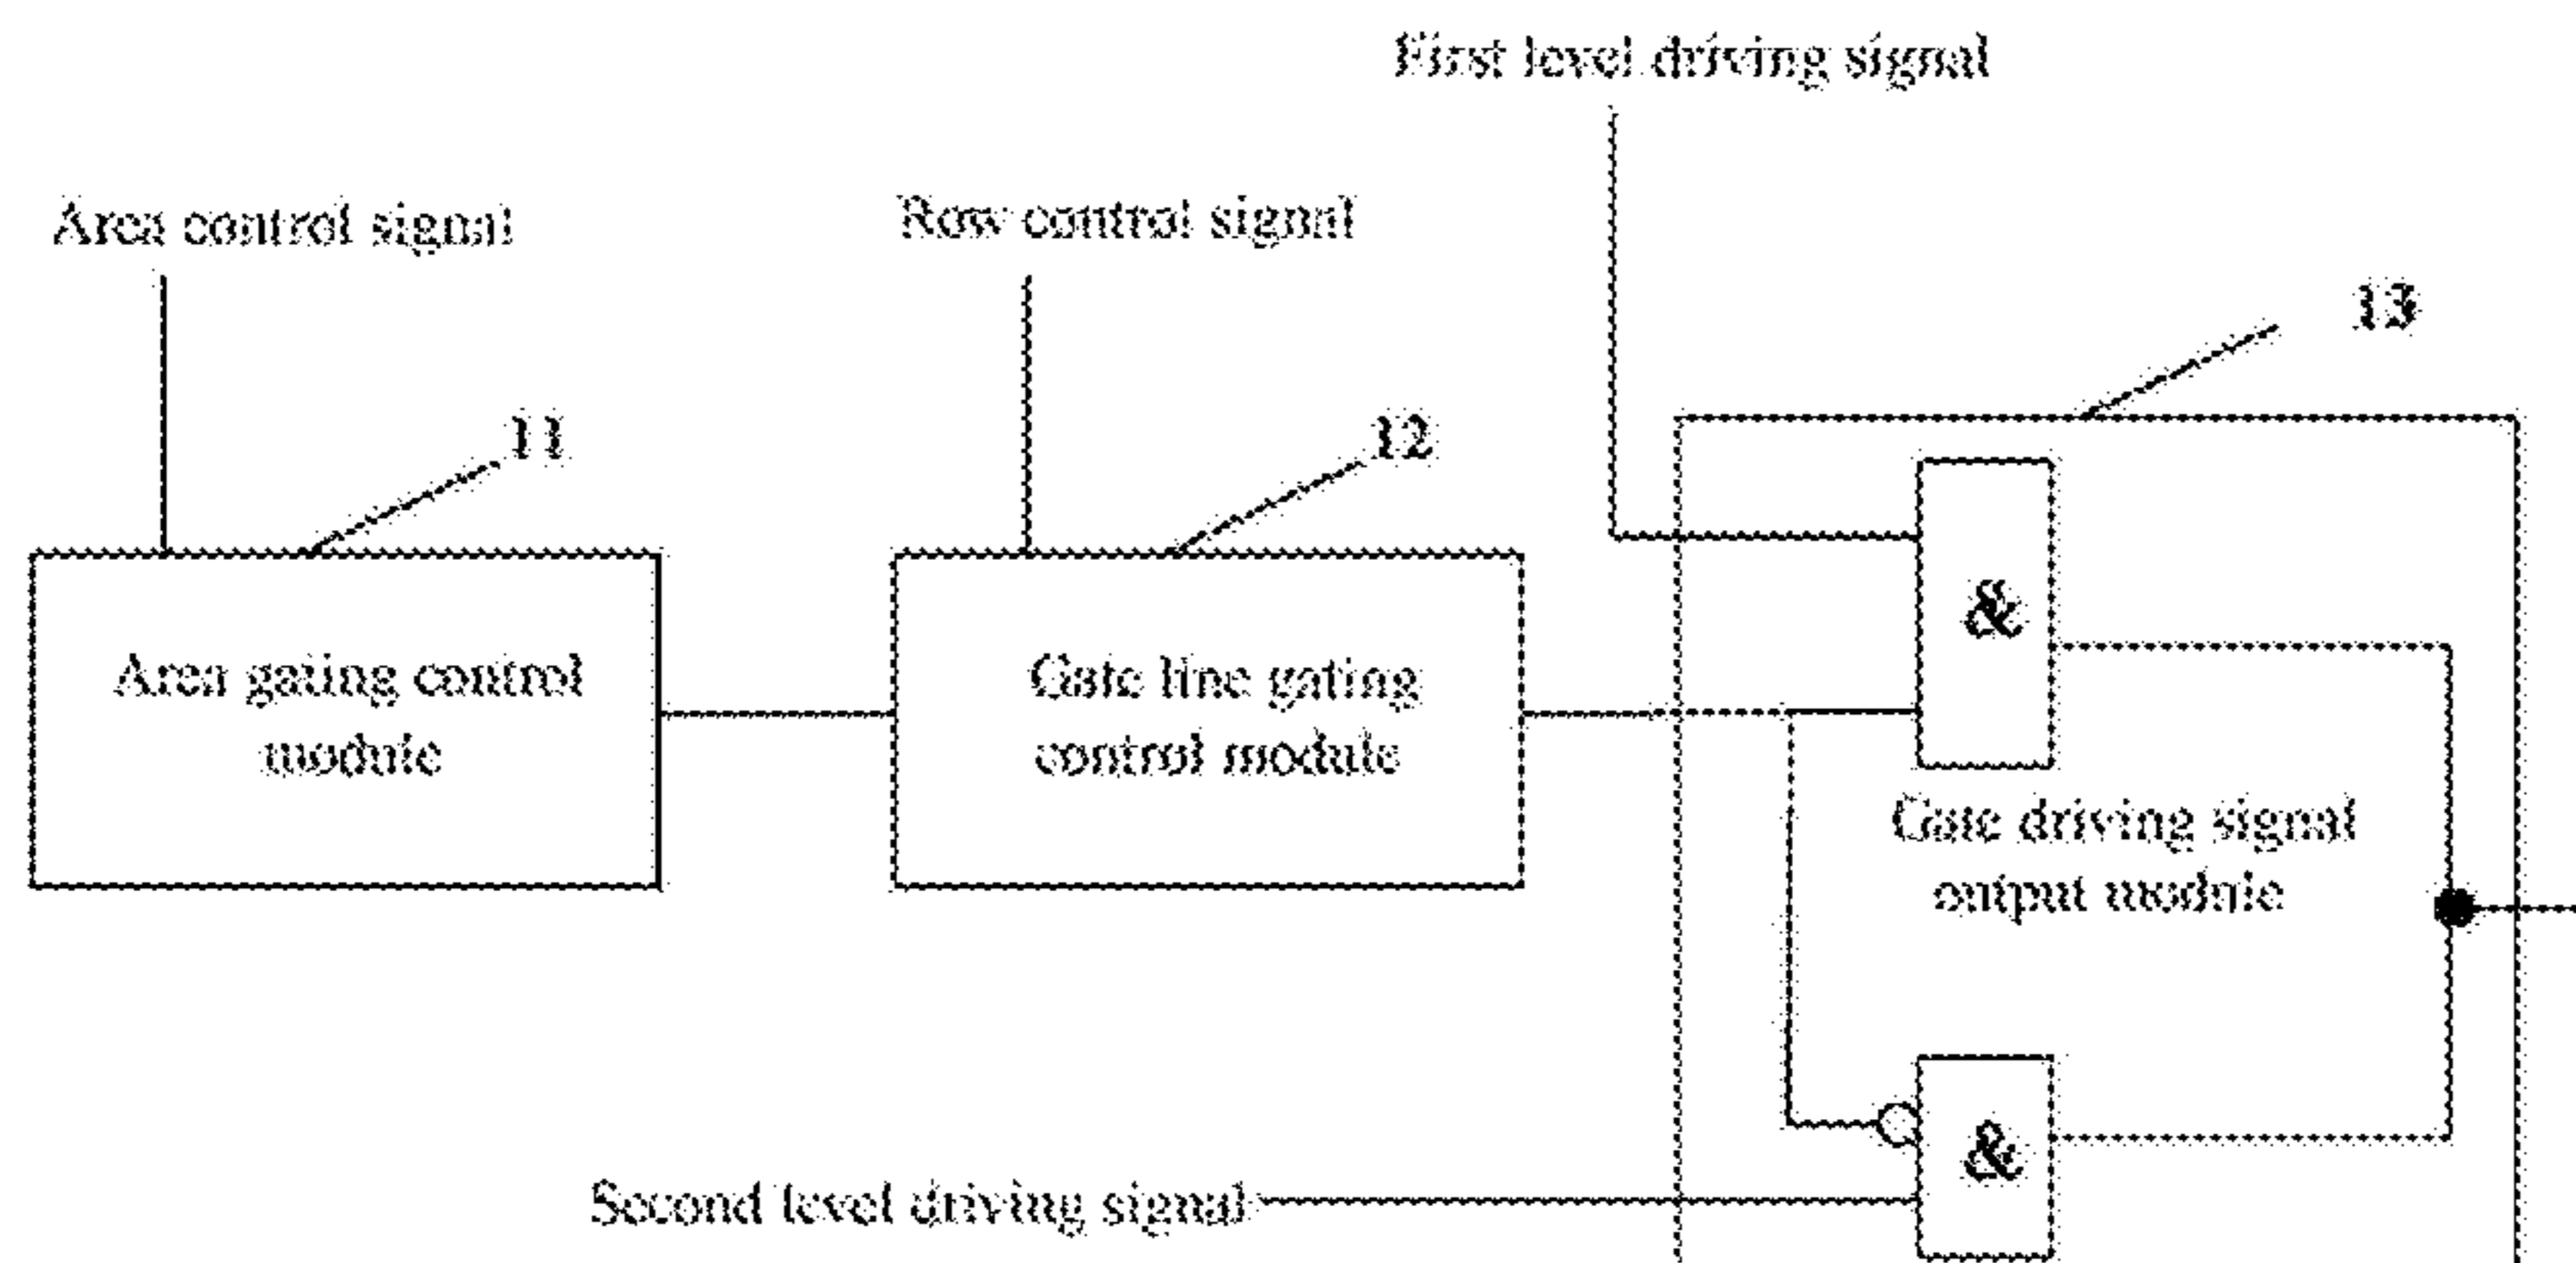 First level driving signal
Area control signal
Row control signal
13
11
12
&
Area gating control
module
Gate line gating
control module
Gate driving signal
output module
&
Second level driving signal